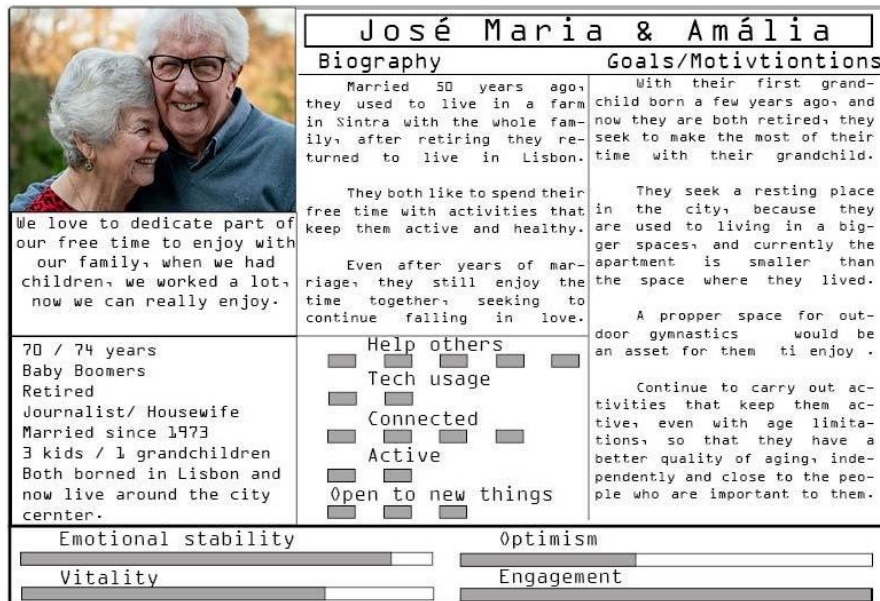 José Maria & Amália
We love to dedicate part of
our free time to enjoy with
our family, when we had
children, we worked a lot,
now we can really enjoy.
70 / 74 years
Baby Boomers
Retired
Journalist/ Housewife
Married since 1973
3 kids / 1 grandchildren
Both borned in Lisbon and
now live around the city
cernter.
Biography
Married 50 years ago,
they used to live in a farm
in Sintra with the whole fam-
ily, after retiring they re-
turned to live in Lisbon.
They both like to spend their
free time with activities that
keep them active and healthy.
Even after years of mar-
riage, they still enjoy the
time together, seeking to
continue falling in love.
Help others
Tech usage
Connected
Active
Open to new things
Goals/Motivtiontions
With their first grand-
child born a few years ago, and
now they are both retired, they
seek to make the most of their
time with their grandchild.
They seek a resting place
in the city, because they
are used to living in a big-
ger spaces, and currently the
apartment is smaller than
the space where they lived.
A propper space for out-
door gymnastics would be
an asset for them ti enjoy .
Continue to carry out ac-
tivities that keep them ac-
tive, even with age limita-
tions, so that they have a
better quality of aging, inde-
pendently and close to the peo-
ple who are important to them.
Emotional stability
Optimism
Vitality
Engagement